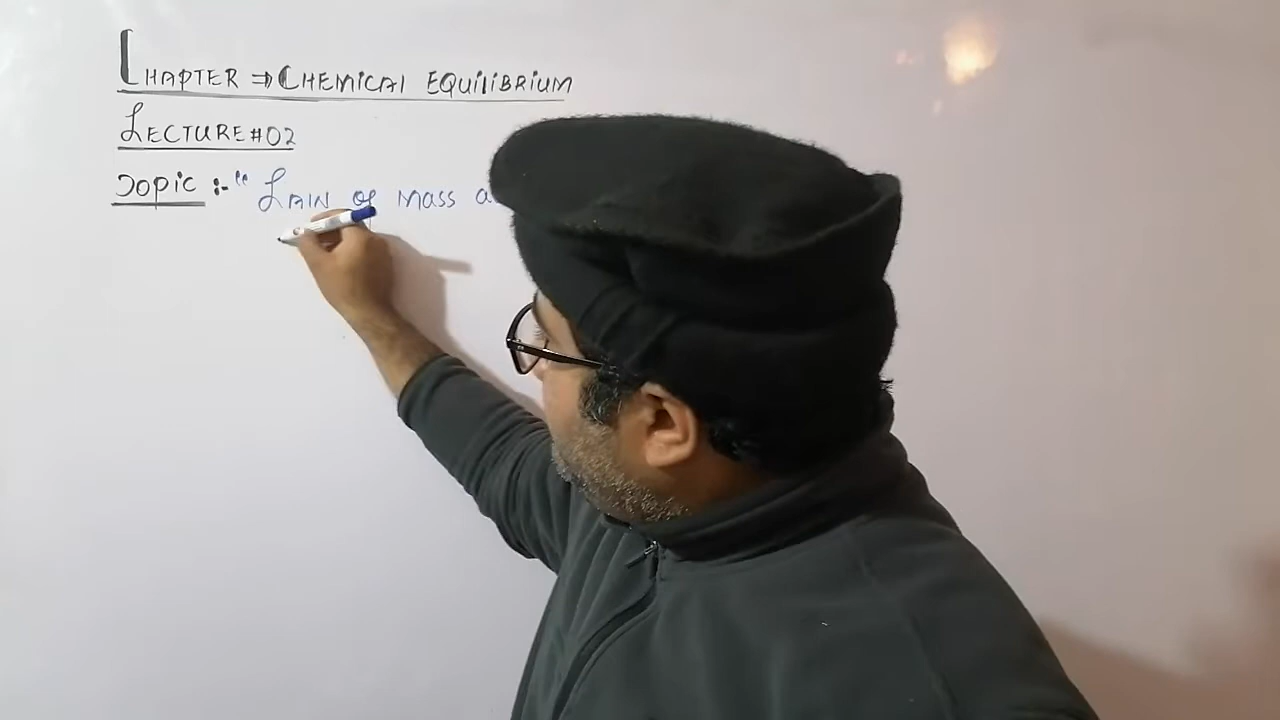 CHAPTER ⇒ CHEMICAL EQUILIBRIUM
LECTURE #02
TOPIC :- " LAW OF MASS